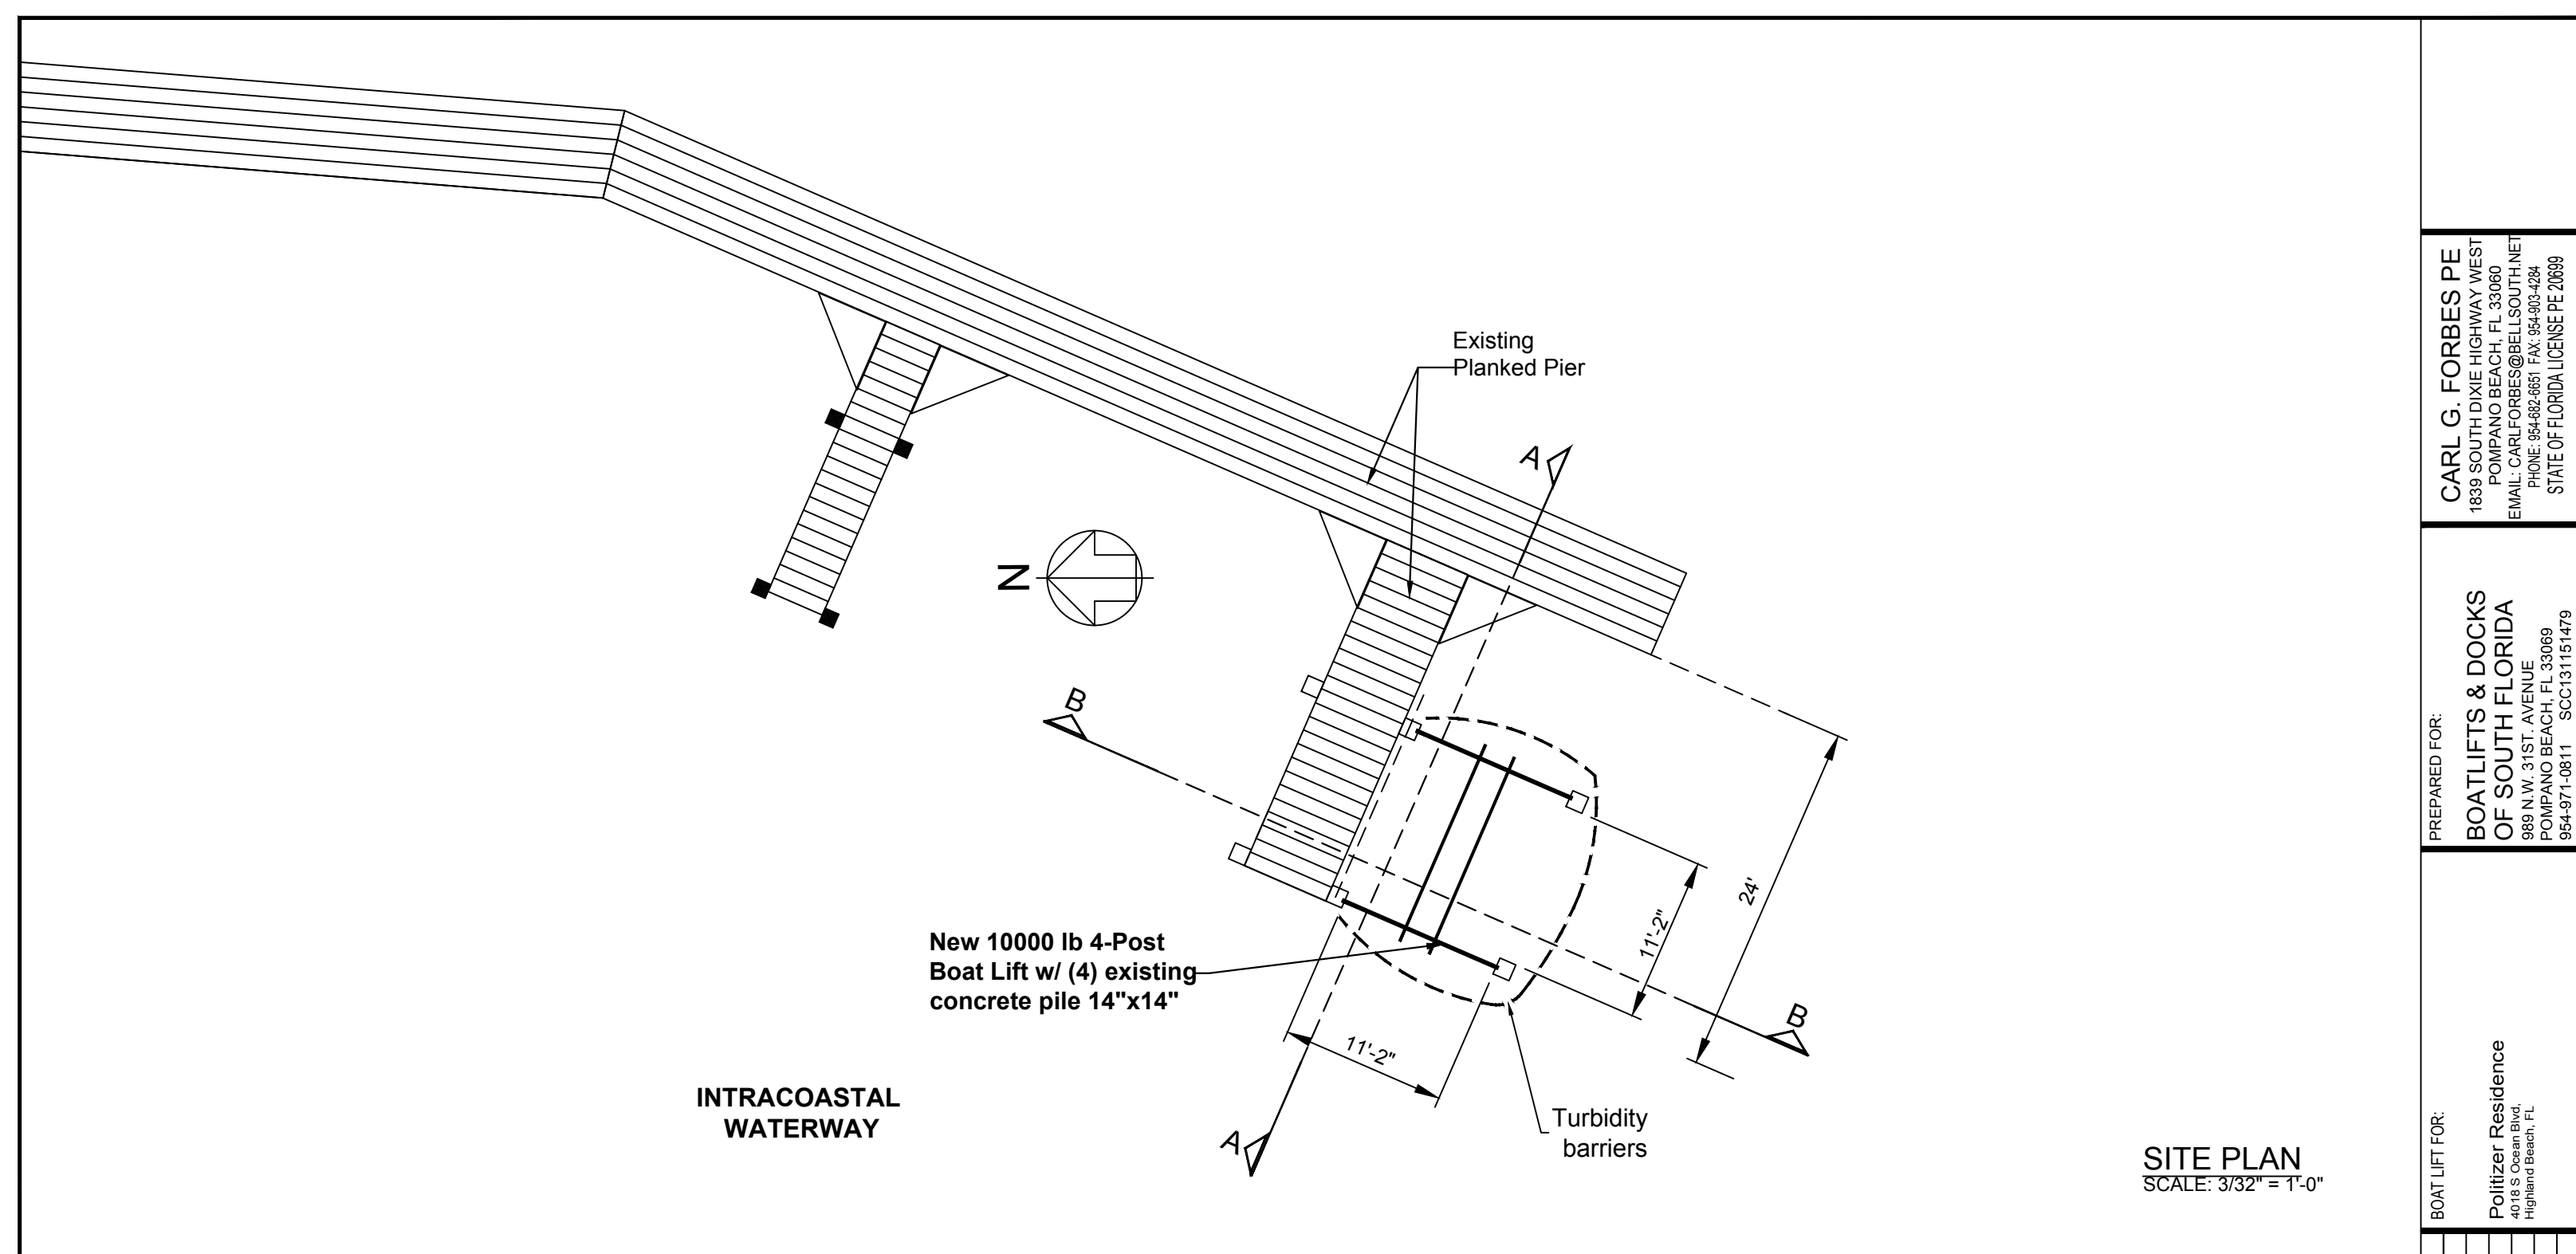 Existing
Planked Pier
A
N
B
24'
11'-2"
New 10000 lb 4-Post
Boat Lift w/ (4) existing
concrete pile 14"x14"
B
11'-2"
INTRACOASTAL
WATERWAY
Turbidity
barriers
A
SITE PLAN
SCALE: 3/32" = 1'-0"
CARL G. FORBES PE
1839 SOUTH DIXIE HIGHWAY WEST
POMPANO BEACH, FL 33060
EMAIL: CARLFORBES@BELLSOUTH.NET
PHONE: 954-682-6651 FAX: 954-903-4284
STATE OF FLORIDA LICENSE PE 20699
PREPARED FOR:
BOATLIFTS & DOCKS
OF SOUTH FLORIDA
989 N.W. 31ST. AVENUE
POMPANO BEACH, FL 33069
954-971-0811 SCC131151479
BOAT LIFT FOR:
Politizer Residence
4018 S Ocean Blvd,
Highland Beach, FL